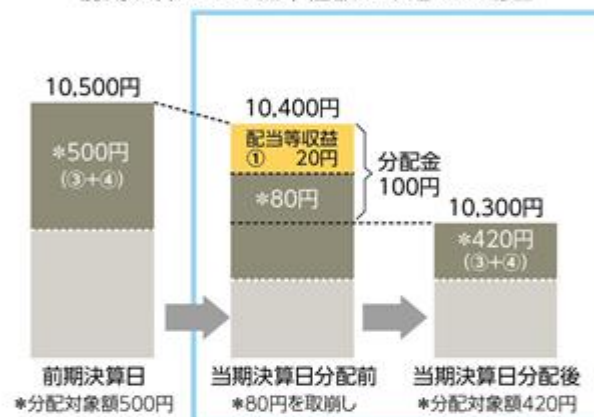 10,500円
*500円
(③+④)
前期決算日
*分配対象額500円
10,400円
配当等収益
① 20円
*80円
分配金
100円
当期決算日分配前
*80円を取崩し
10,300円
*420円
(③+④)
当期決算日分配後
*分配対象額420円